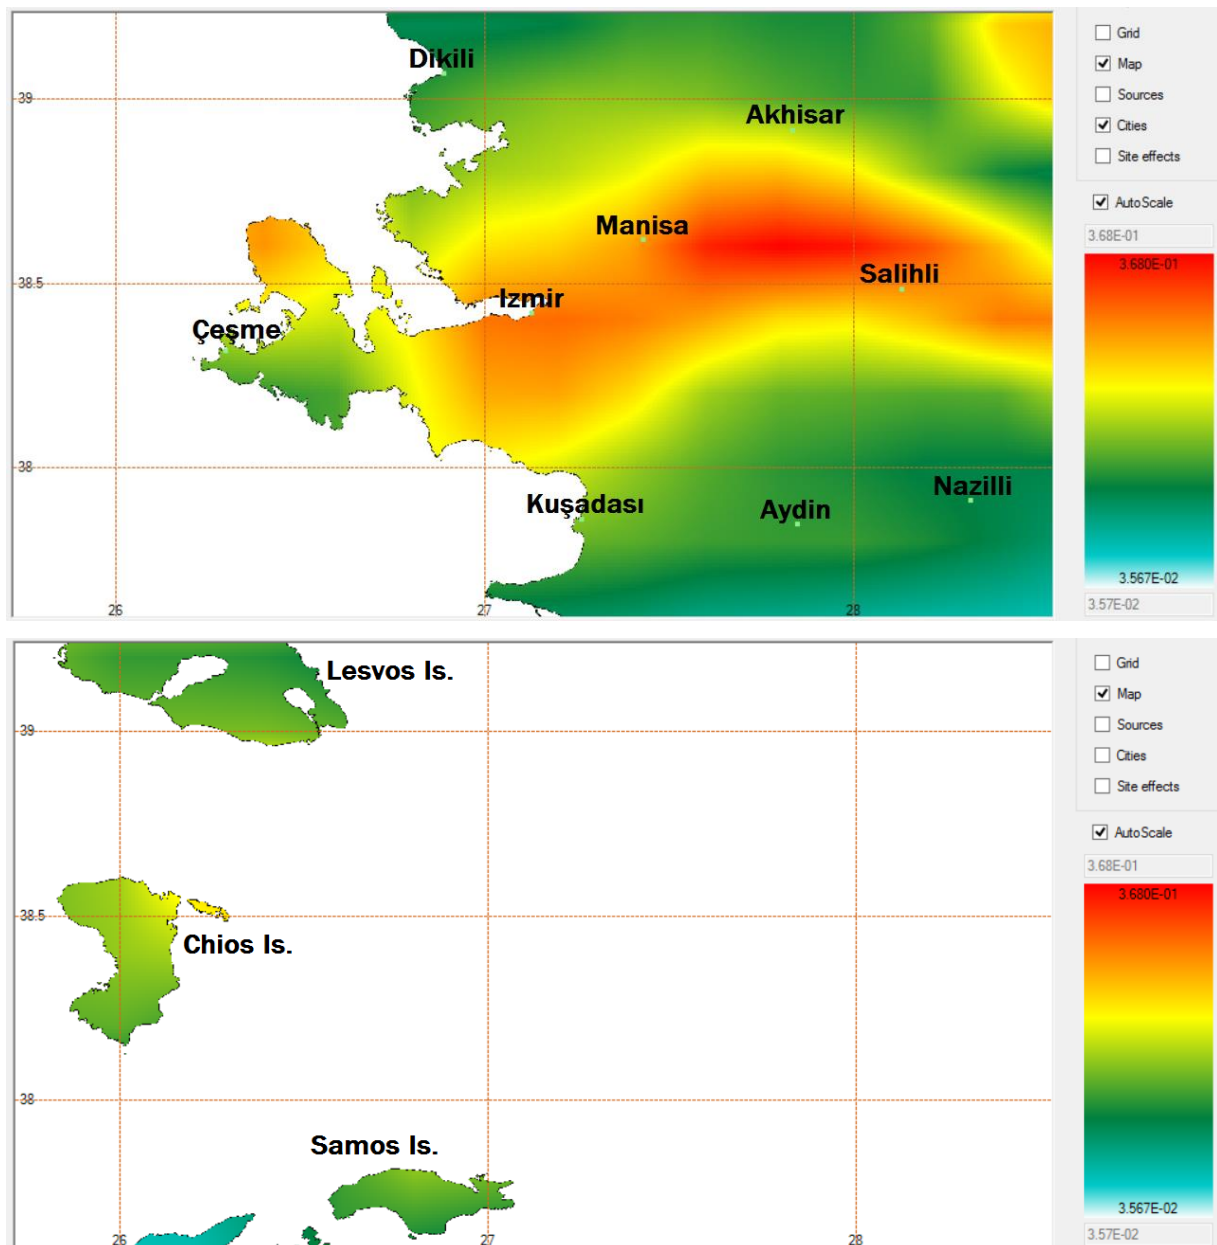 Dikili
Grid
Map
39
Akhisar
Sources
Cities
Site effects
Manisa
AutoScale
3.68E-01
3.680E-01
38.5
Izmir
Salihli
Çeşme
38
Kuşadası
Aydin
Nazilli
3.567E-02
26
27
28
3.57E-02
Lesvos Is.
Grid
Map
39
Sources
Cities
Site effects
AutoScale
3.68E-01
3.680E-01
38.5
Chios Is.
38
Samos Is.
3.567E-02
26
27
28
3.57E-02